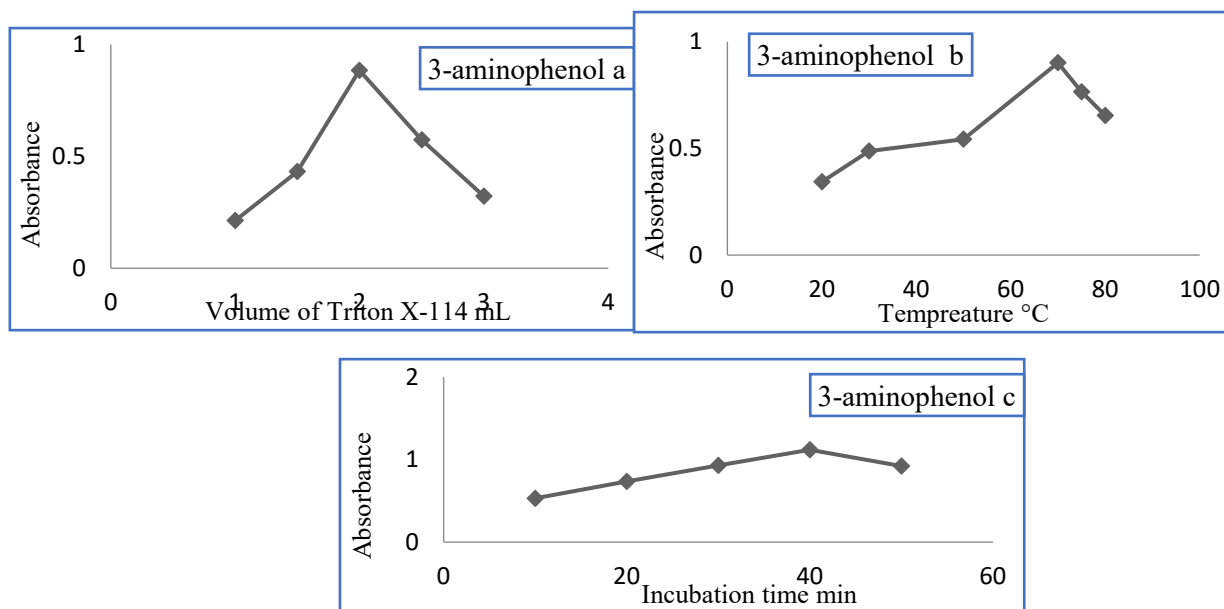 3-aminophenol a
1
0.5
0
Absorbance
0 1 2 3 4
Volume of Triton X-114 mL
3-aminophenol b
1
0.5
0
Absorbance
0 20 40 60 80 100
Tempreature °C
3-aminophenol c
2
1
0
Absorbance
0 20 40 60
Incubation time min